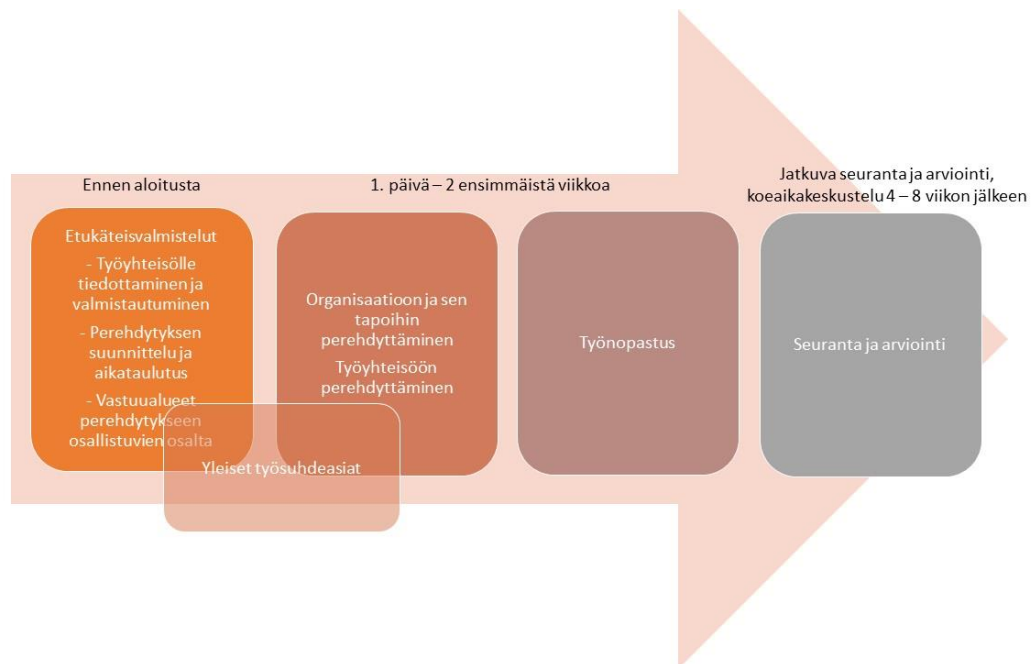 Ennen aloitusta
Etukäteisvalmistelut
- Työyhteisölle
tiedottaminen ja
valmistautuminen
- Perehdytyksen
suunnittelu ja
aikataulutus
- Vastuualueet
perehdytykseen
osallistuvien osalta
Yleiset työsuhdeasiat
1. päivä – 2 ensimmäistä viikkoa
Organisaatioon ja sen
tapoihin
perehdyttäminen
Työyhteisöön
perehdyttäminen
Työnopastus
Jatkuva seuranta ja arviointi,
koeaikakeskustelu 4 – 8 viikon jälkeen
Seuranta ja arviointi